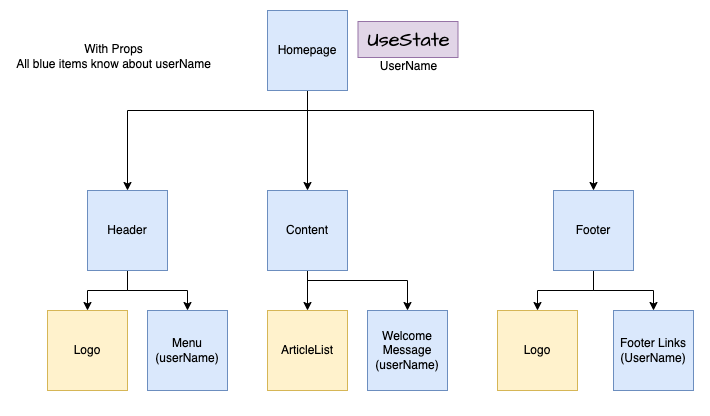 With Props
All blue items know about userName
Homepage
UseState
UserName
Header
Content
Footer
Logo
Menu
(userName)
ArticleList
Welcome
Message
(userName)
Logo
Footer Links
(UserName)